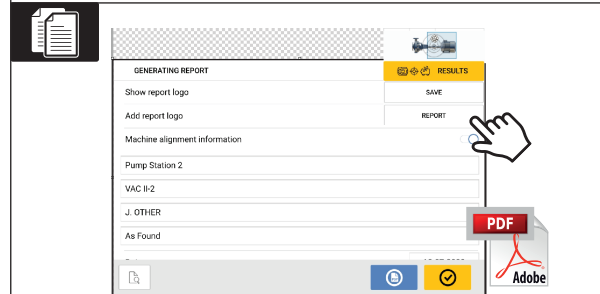 GENERATING REPORT
RESULTS
Show report logo
SAVE
Add report logo
REPORT
Machine alignment information
Pump Station 2
VAC II-2
J. OTHER
As Found
PDF
Adobe